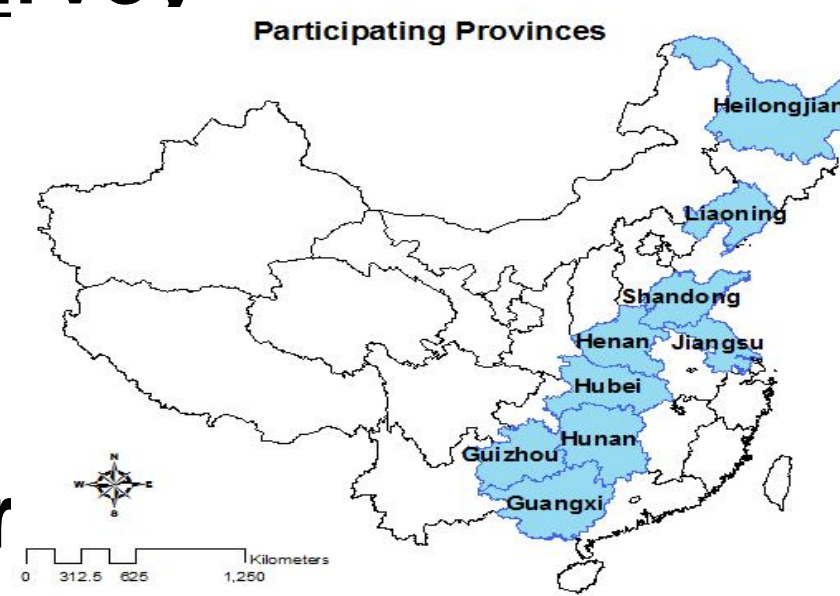 Participating Provinces
Heilongjian
Liaoning
Shandong
Henan
Jiangsu
Hubei
Hunan
Guizhou
Guangxi
N
W E
S
Kilometers
0 312.5 625 1,250